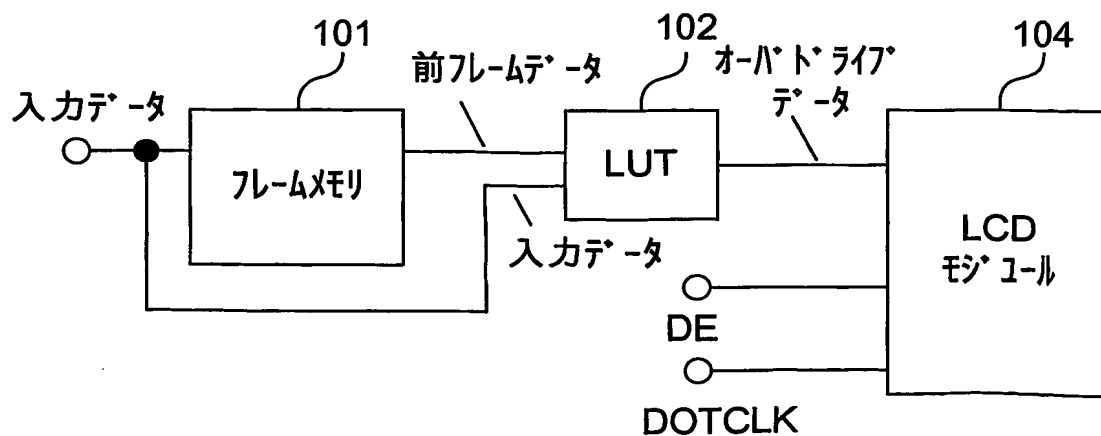 101
102
104
入力データ
前フレームデータ
オーバドライブ
データ
フレームメモリ
LUT
入力データ
LCD
モジュール
DE
DOTCLK